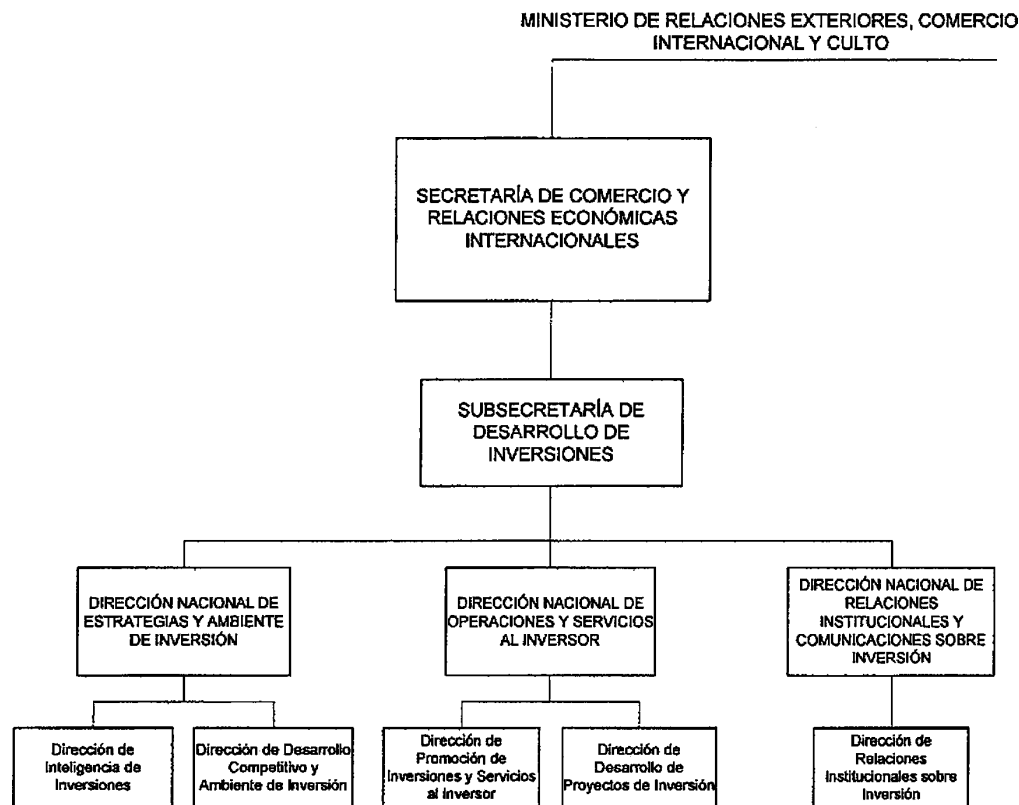 MINISTERIO DE RELACIONES EXTERIORES, COMERCIO
INTERNACIONAL Y CULTO
SECRETARÍA DE COMERCIO Y
RELACIONES ECONÓMICAS
INTERNACIONALES
SUBSECRETARÍA DE
DESARROLLO DE
INVERSIONES
DIRECCIÓN NACIONAL DE
ESTRATEGIAS Y AMBIENTE
DE INVERSIÓN
DIRECCIÓN NACIONAL DE
OPERACIONES Y SERVICIOS
AL INVERSOR
DIRECCIÓN NACIONAL DE
RELACIONES
INSTITUCIONALES Y
COMUNICACIONES SOBRE
INVERSIÓN
Dirección de
Inteligencia de
Inversiones
Dirección de Desarrollo
Competitivo y
Ambiente de Inversión
Dirección de
Promoción de
Inversiones y Servicios
al Inversor
Dirección de
Desarrollo de
Proyectos de Inversión
Dirección de
Relaciones
Institucionales sobre
Inversión